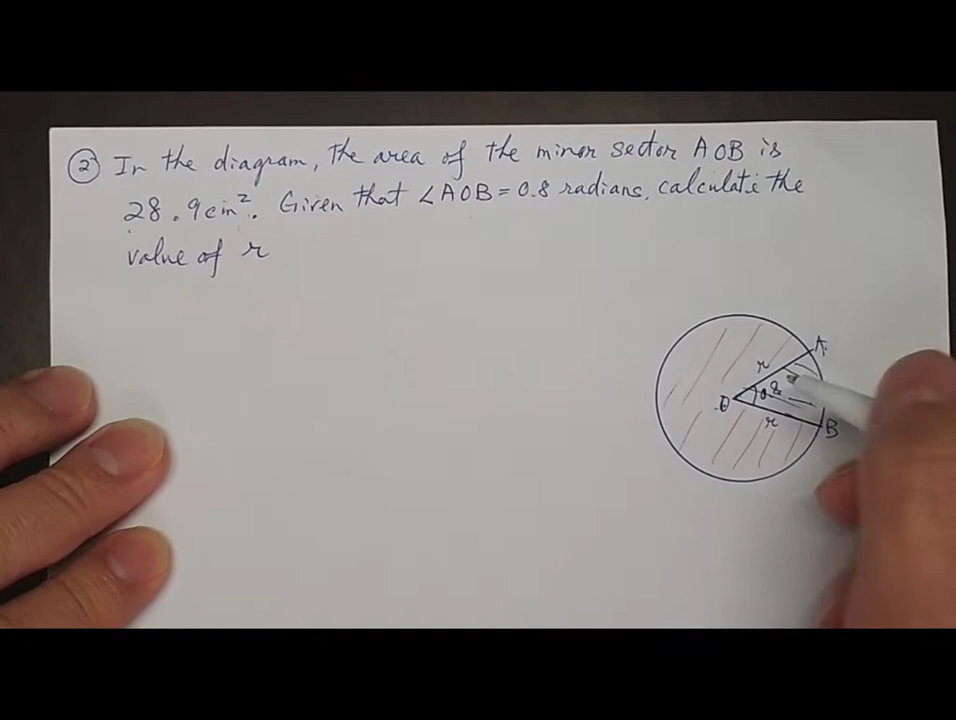 ② In the diagram, the area of the minor sector AOB is
28.9cm². Given that ∠AOB = 0.8 radians, calculate the
value of r
A
r
0.8
O
r
B